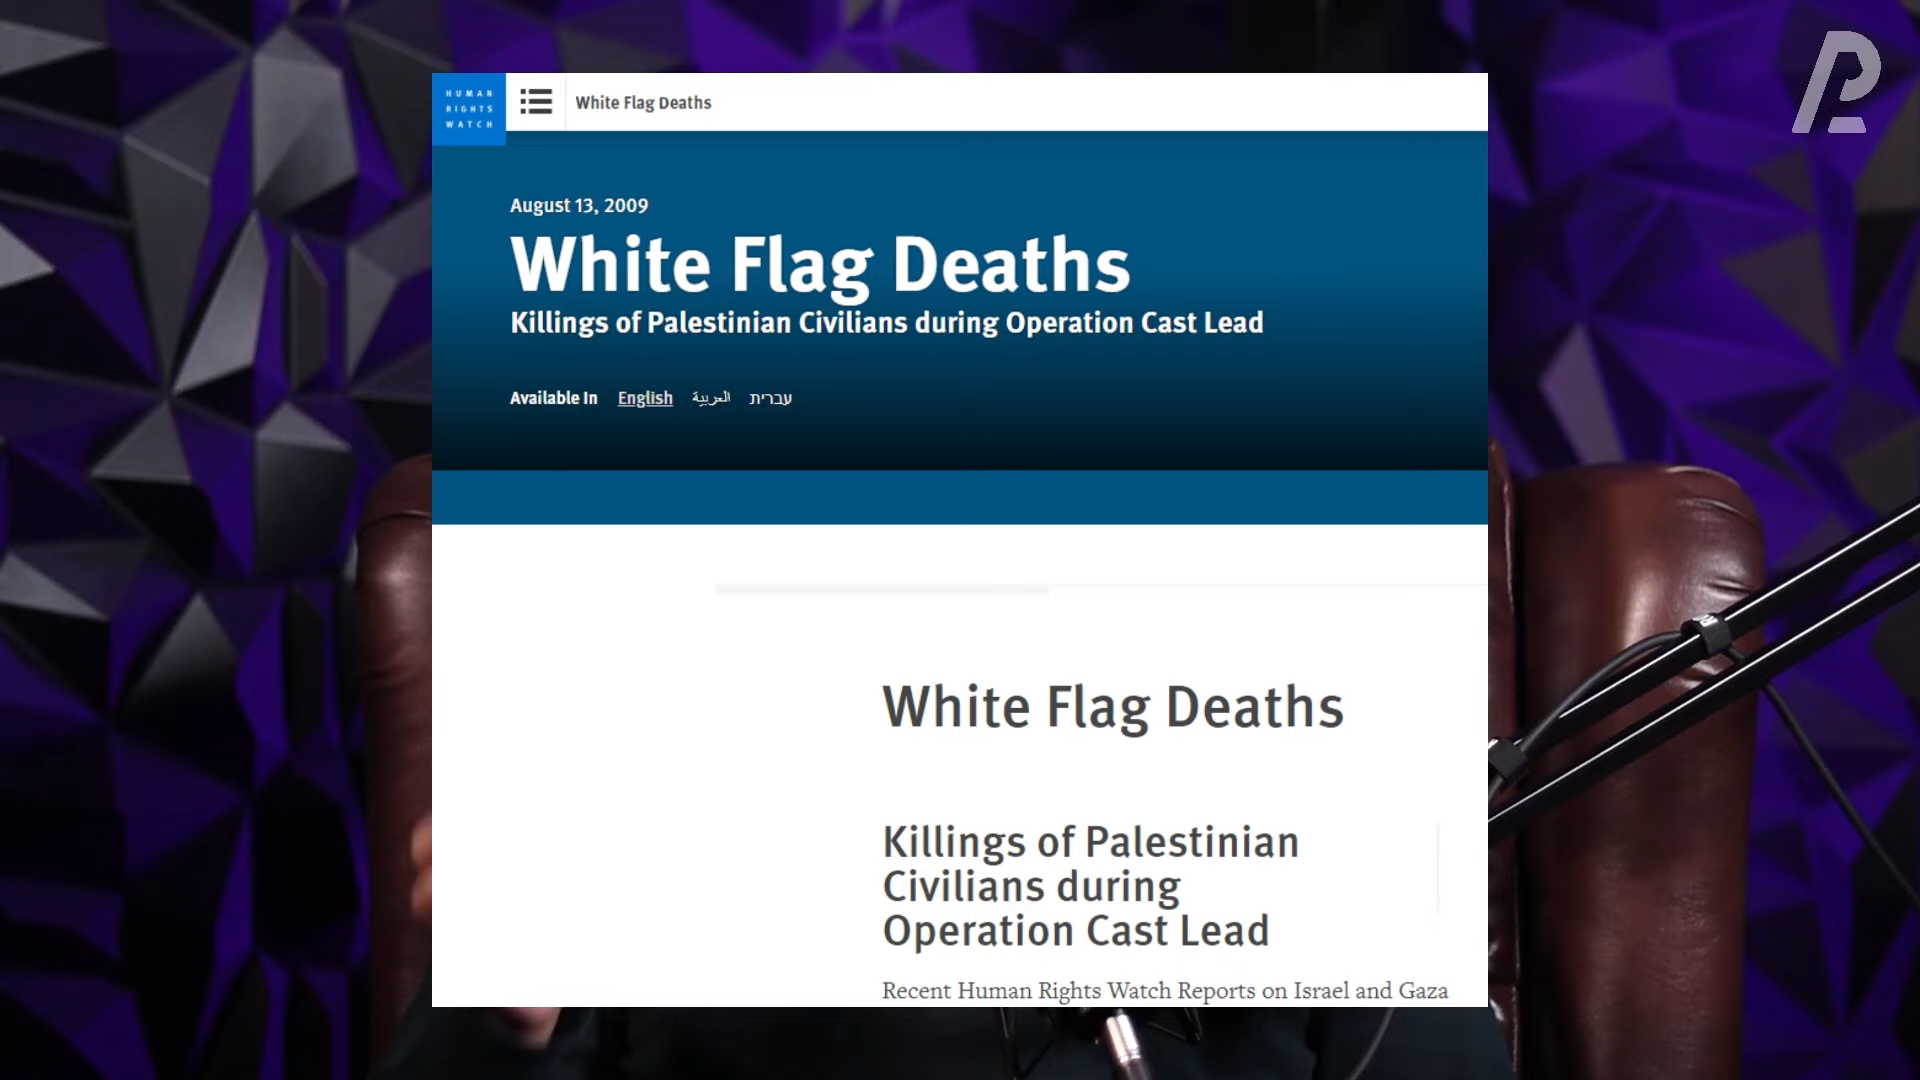 HUMAN
RIGHTS
WATCH
White Flag Deaths
August 13, 2009
White Flag Deaths
Killings of Palestinian Civilians during Operation Cast Lead
Available In English العربية עברית
White Flag Deaths
Killings of Palestinian
Civilians during
Operation Cast Lead
Recent Human Rights Watch Reports on Israel and Gaza